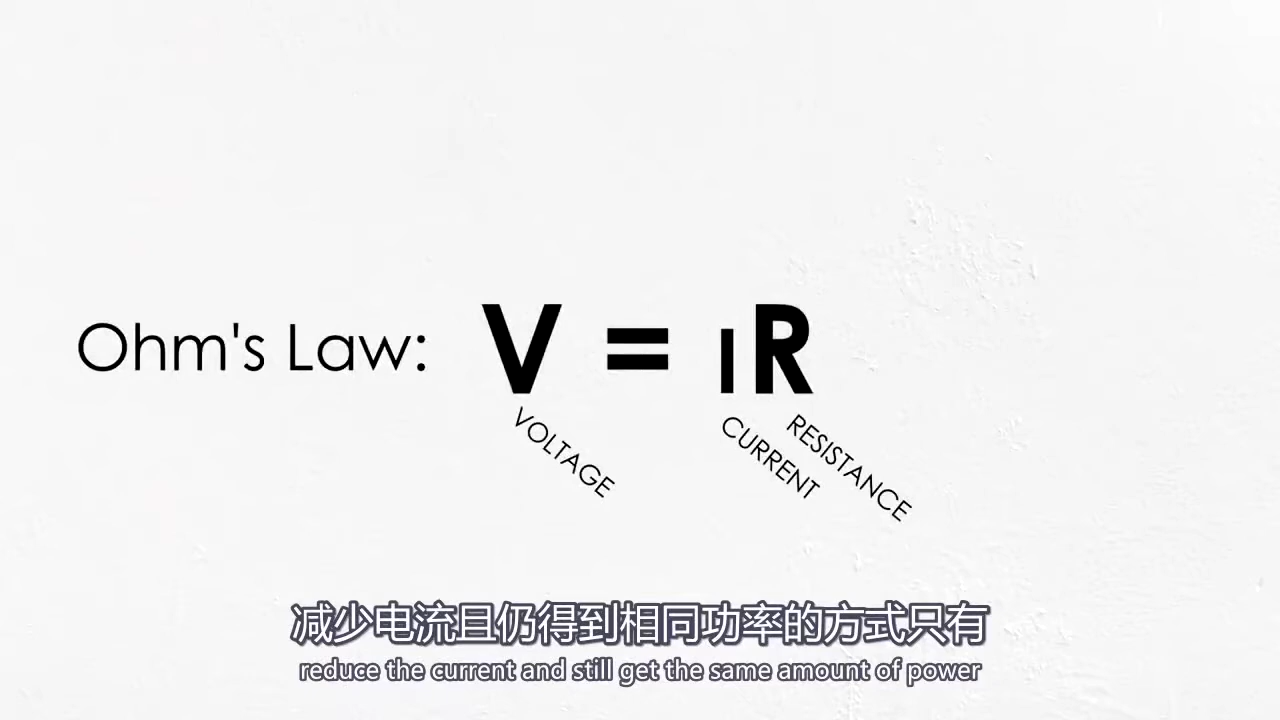 Ohm's Law: V = IR
VOLTAGE
CURRENT
RESISTANCE
减少电流且仍得到相同功率的方式只有
reduce the current and still get the same amount of power